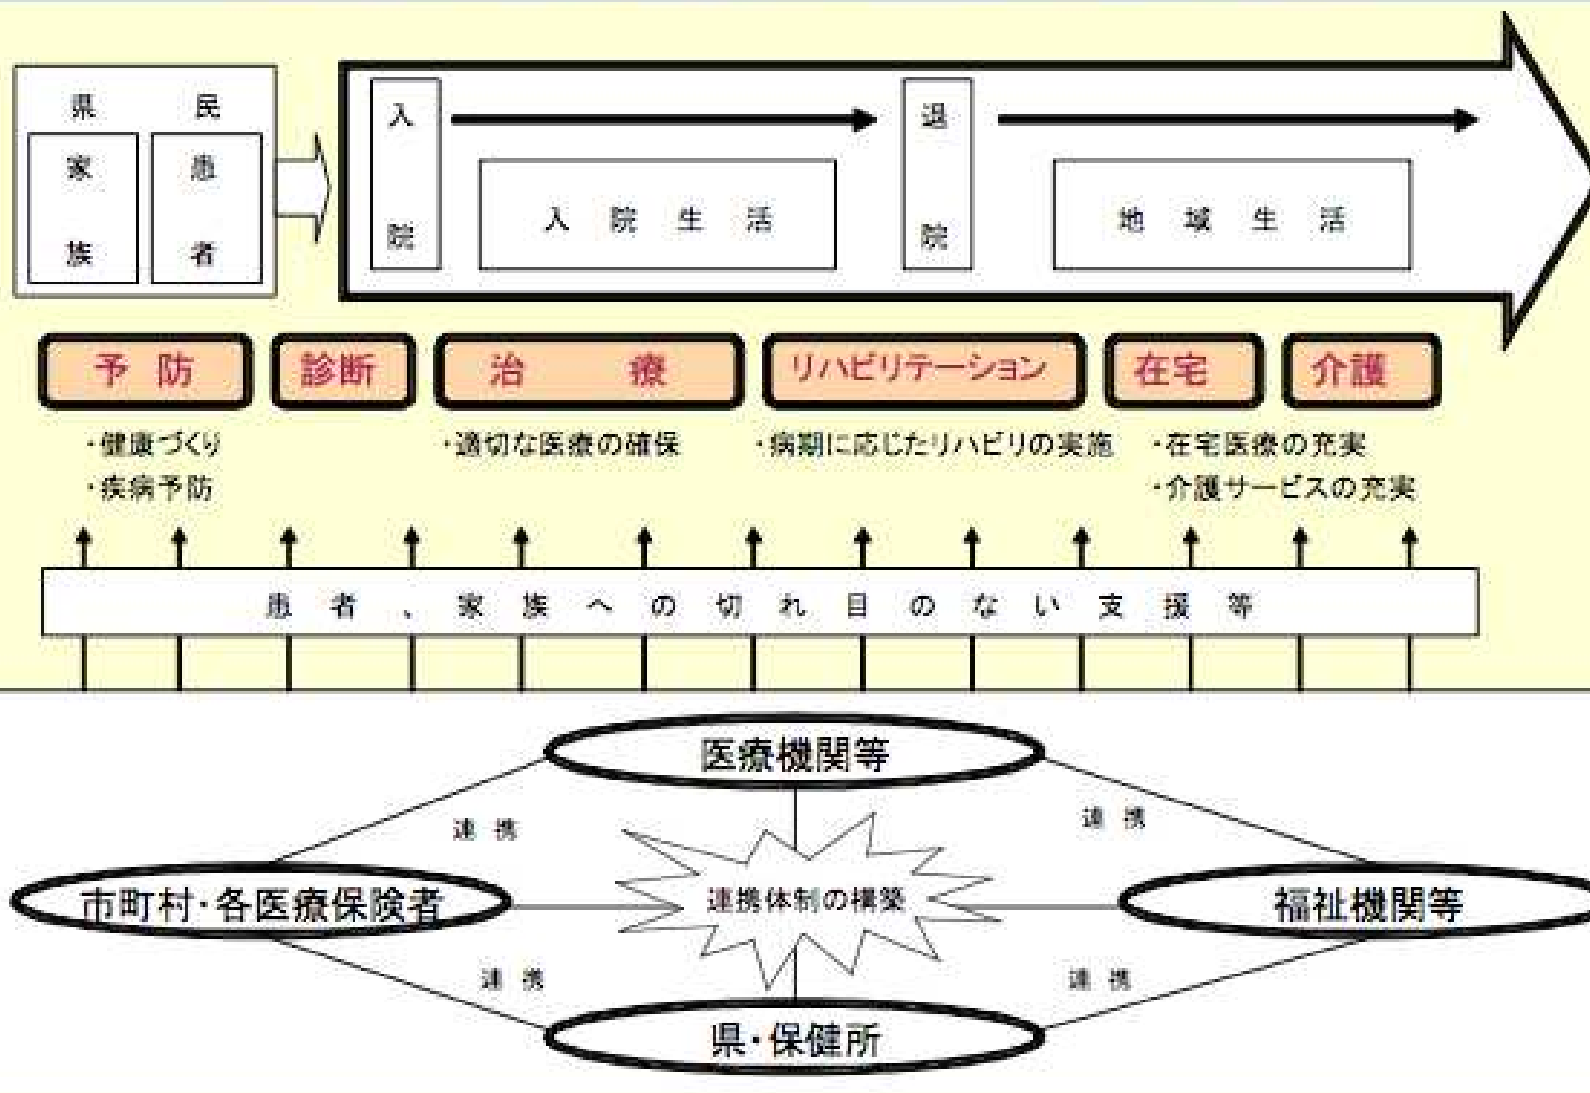 県民
家族
患者
入院
入院生活
退院
地域生活
予防
診断
治療
リハビリテーション
在宅
介護
・健康づくり
・疾病予防
・適切な医療の確保
・病期に応じたリハビリの実施
・在宅医療の充実
・介護サービスの充実
患者、家族への切れ目のない支援等
医療機関等
連携
連携
市町村・各医療保険者
連携体制の構築
福祉機関等
連携
連携
県・保健所